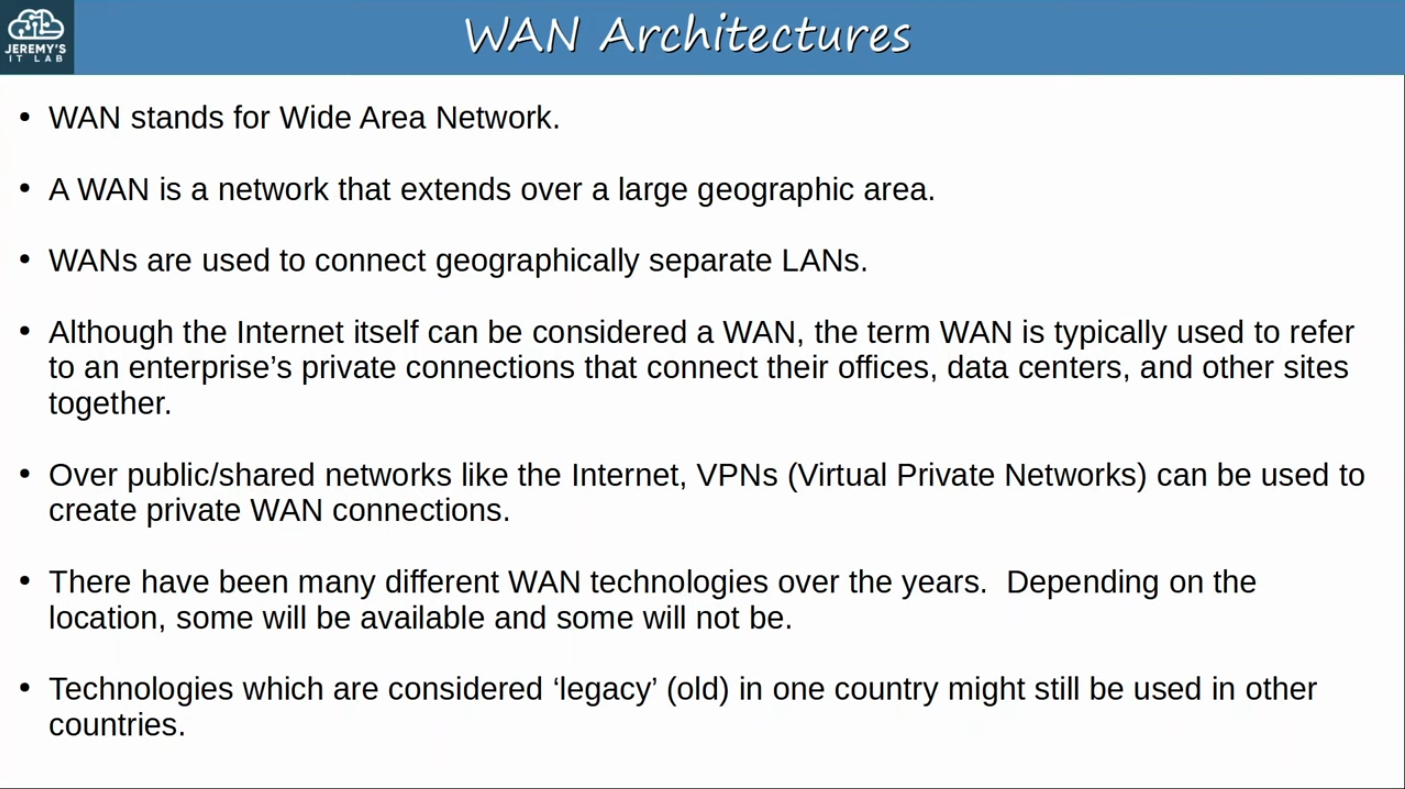 JEREMY'S
IT LAB
WAN Architectures
• WAN stands for Wide Area Network.
• A WAN is a network that extends over a large geographic area.
• WANs are used to connect geographically separate LANs.
• Although the Internet itself can be considered a WAN, the term WAN is typically used to refer
to an enterprise’s private connections that connect their offices, data centers, and other sites
together.
• Over public/shared networks like the Internet, VPNs (Virtual Private Networks) can be used to
create private WAN connections.
• There have been many different WAN technologies over the years.  Depending on the
location, some will be available and some will not be.
• Technologies which are considered ‘legacy’ (old) in one country might still be used in other
countries.